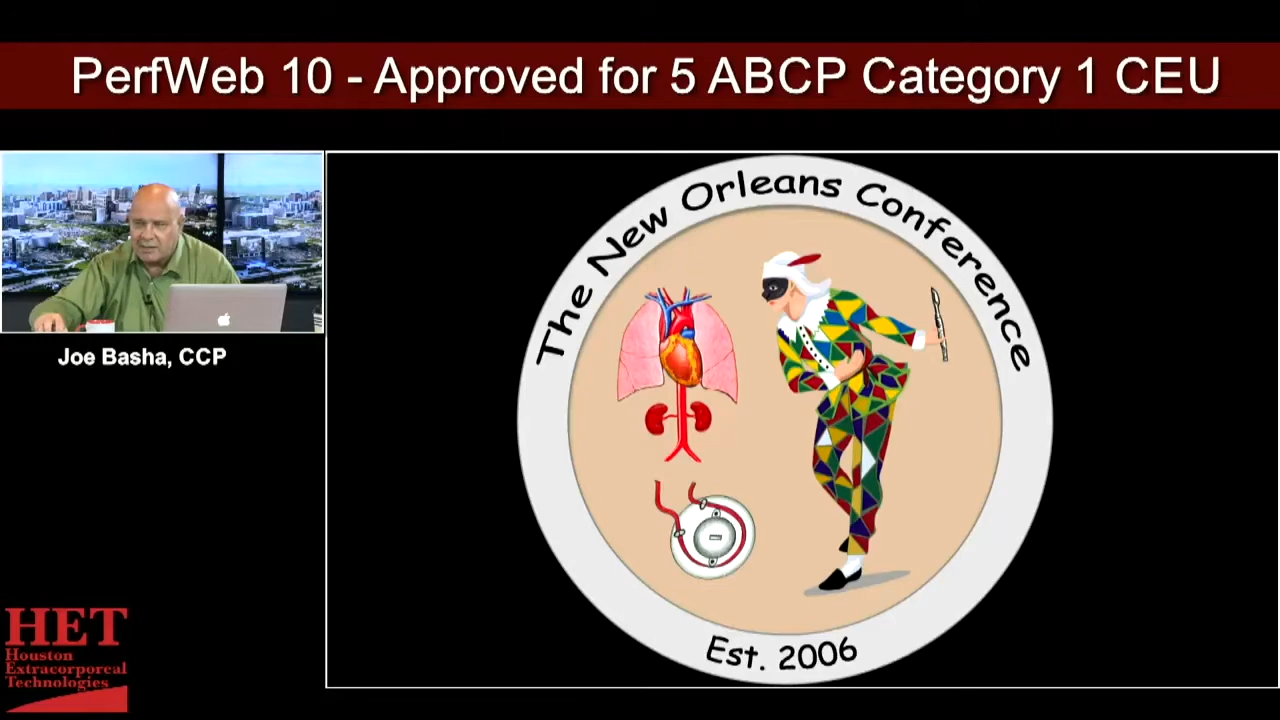 PerfWeb 10 - Approved for 5 ABCP Category 1 CEU
Joe Basha, CCP
The New Orleans Conference
Est. 2006
HET
Houston
Extracorporeal
Technologies